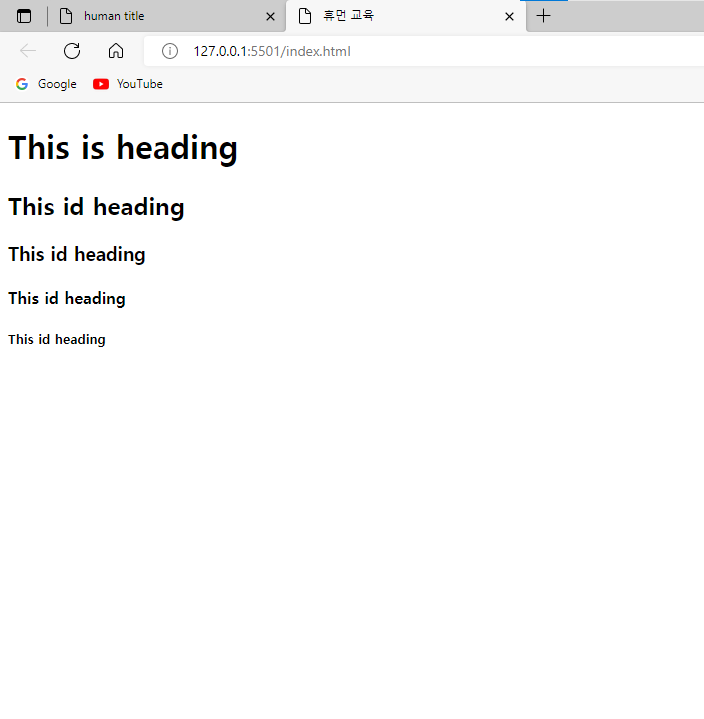 human title
휴먼 교육
127.0.0.1:5501/index.html
Google
YouTube
This is heading
This id heading
This id heading
This id heading
This id heading